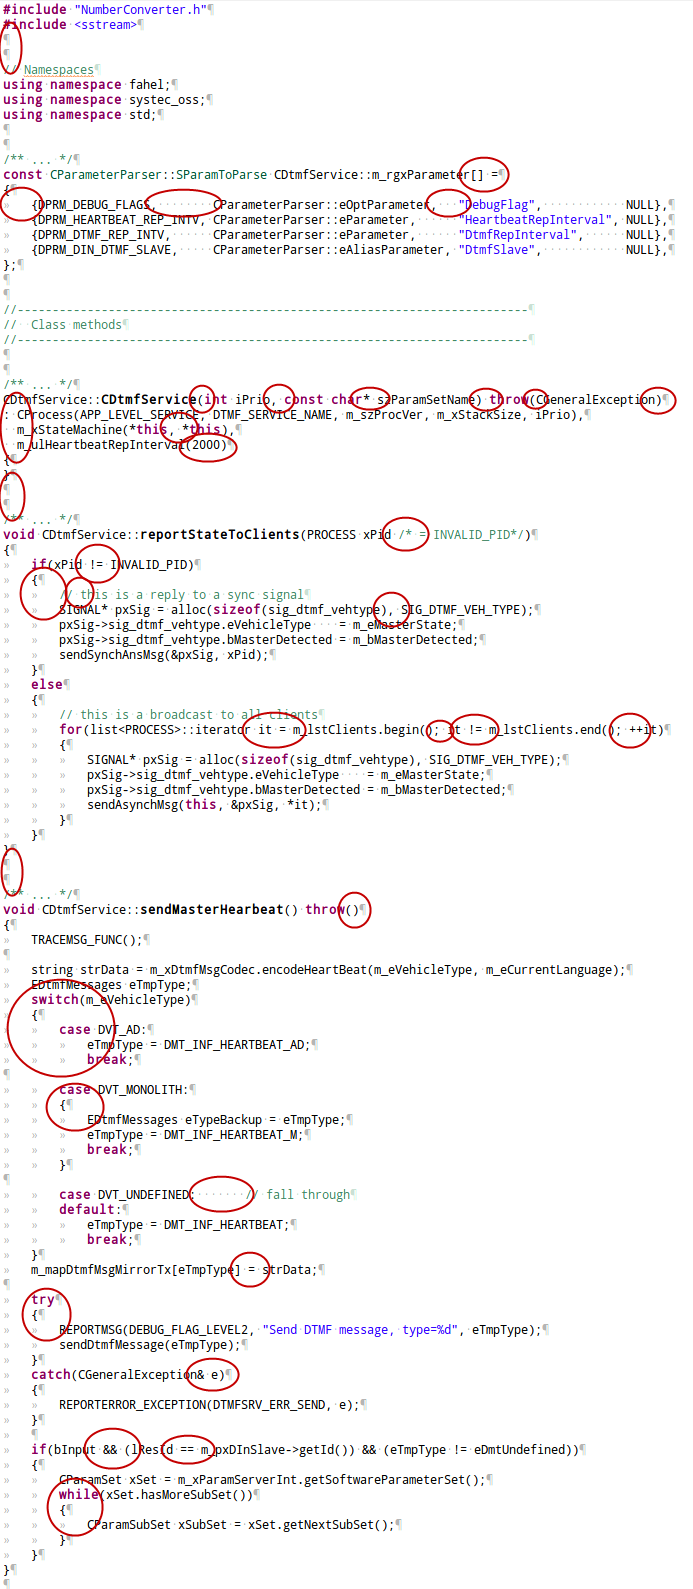 #include "NumberConverter.h"
#include <sstream>
¶
¶
// Namespaces¶
using namespace fahel;¶
using namespace systec_oss;¶
using namespace std;¶
¶
¶
/** ... */¶
const CParameterParser::SParamToParse CDtmfService::m_rgxParameter[] =¶
{¶
» {DPRM_DEBUG_FLAGS,········CParameterParser::eOptParameter,···"DebugFlag",·············NULL},¶
» {DPRM_HEARTBEAT_REP_INTV,·CParameterParser::eParameter,······"HeartbeatRepInterval",··NULL},¶
» {DPRM_DTMF_REP_INTV,······CParameterParser::eParameter,······"DtmfRepInterval",·······NULL},¶
» {DPRM_DIN_DTMF_SLAVE,·····CParameterParser::eAliasParameter,·"DtmfSlave",·············NULL},¶
};¶
¶
¶
//------------------------------------------------------------------------------¶
// Class methods¶
//------------------------------------------------------------------------------¶
¶
¶
/** ... */¶
CDtmfService::CDtmfService(int iPrio, const char* szParamSetName) throw(CGeneralException)¶
: CProcess(APP_LEVEL_SERVICE, DTMF_SERVICE_NAME, m_szProcVer, m_xStackSize, iPrio),¶
  m_xStateMachine(*this, *this),¶
  m_ulHeartbeatRepInterval(2000)¶
{¶
}¶
¶
¶
/** ... */¶
void CDtmfService::reportStateToClients(PROCESS xPid /* = INVALID_PID*/)¶
{¶
» if(xPid != INVALID_PID)¶
» {¶
» » // this is a reply to a sync signal¶
» » SIGNAL* pxSig = alloc(sizeof(sig_dtmf_vehtype), SIG_DTMF_VEH_TYPE);¶
» » pxSig->sig_dtmf_vehtype.eVehicleType····= m_eMasterState;¶
» » pxSig->sig_dtmf_vehtype.bMasterDetected = m_bMasterDetected;¶
» » sendSynchAnsMsg(&pxSig, xPid);¶
» }¶
» else¶
» {¶
» » // this is a broadcast to all clients¶
» » for(list<PROCESS>::iterator it = m_lstClients.begin(); it != m_lstClients.end(); ++it)¶
» » {¶
» » » SIGNAL* pxSig = alloc(sizeof(sig_dtmf_vehtype), SIG_DTMF_VEH_TYPE);¶
» » » pxSig->sig_dtmf_vehtype.eVehicleType····= m_eMasterState;¶
» » » pxSig->sig_dtmf_vehtype.bMasterDetected = m_bMasterDetected;¶
» » » sendAsynchMsg(this, &pxSig, *it);¶
» » }¶
» }¶
}¶
¶
¶
/** ... */¶
void CDtmfService::sendMasterHearbeat() throw()¶
{¶
» TRACEMSG_FUNC();¶
¶
» string strData = m_xDtmfMsgCodec.encodeHeartBeat(m_eVehicleType, m_eCurrentLanguage);¶
» EDtmfMessages eTmpType;¶
» switch(m_eVehicleType)¶
» {¶
» » case DVT_AD:¶
» » » eTmpType = DMT_INF_HEARTBEAT_AD;¶
» » » break;¶
¶
» » case DVT_MONOLITH:¶
» » {¶
» » » EDtmfMessages eTypeBackup = eTmpType;¶
» » » eTmpType = DMT_INF_HEARTBEAT_M;¶
» » » break;¶
» » }¶
¶
» » case DVT_UNDEFINED:········// fall through¶
» » default:¶
» » » eTmpType = DMT_INF_HEARTBEAT;¶
» » » break;¶
» }¶
» m_mapDtmfMsgMirrorTx[eTmpType] = strData;¶
¶
» try¶
» {¶
» » REPORTMSG(DEBUG_FLAG_LEVEL2, "Send DTMF message, type=%d", eTmpType);¶
» » sendDtmfMessage(eTmpType);¶
» }¶
» catch(CGeneralException& e)¶
» {¶
» » REPORTERROR_EXCEPTION(DTMFSRV_ERR_SEND, e);¶
» }¶
» ¶
» if(bInput && (lResId == m_pxDInSlave->getId()) && (eTmpType != eDmtUndefined))¶
» {¶
» » CParamSet xSet = m_xParamServerInt.getSoftwareParameterSet();¶
» » while(xSet.hasMoreSubSet())¶
» » {¶
» » » CParamSubSet xSubSet = xSet.getNextSubSet();¶
» » }¶
» }¶
}¶
¶